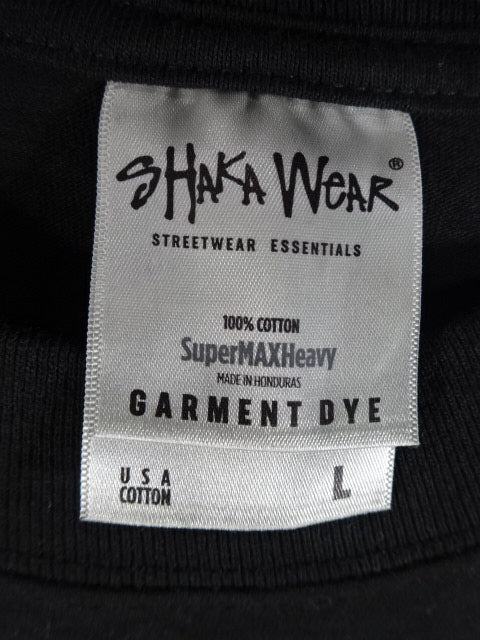 SHAKA WEAR®
STREETWEAR ESSENTIALS
100% COTTON
SuperMAXHeavy
MADE IN HONDURAS
GARMENT DYE
USA
COTTON
L